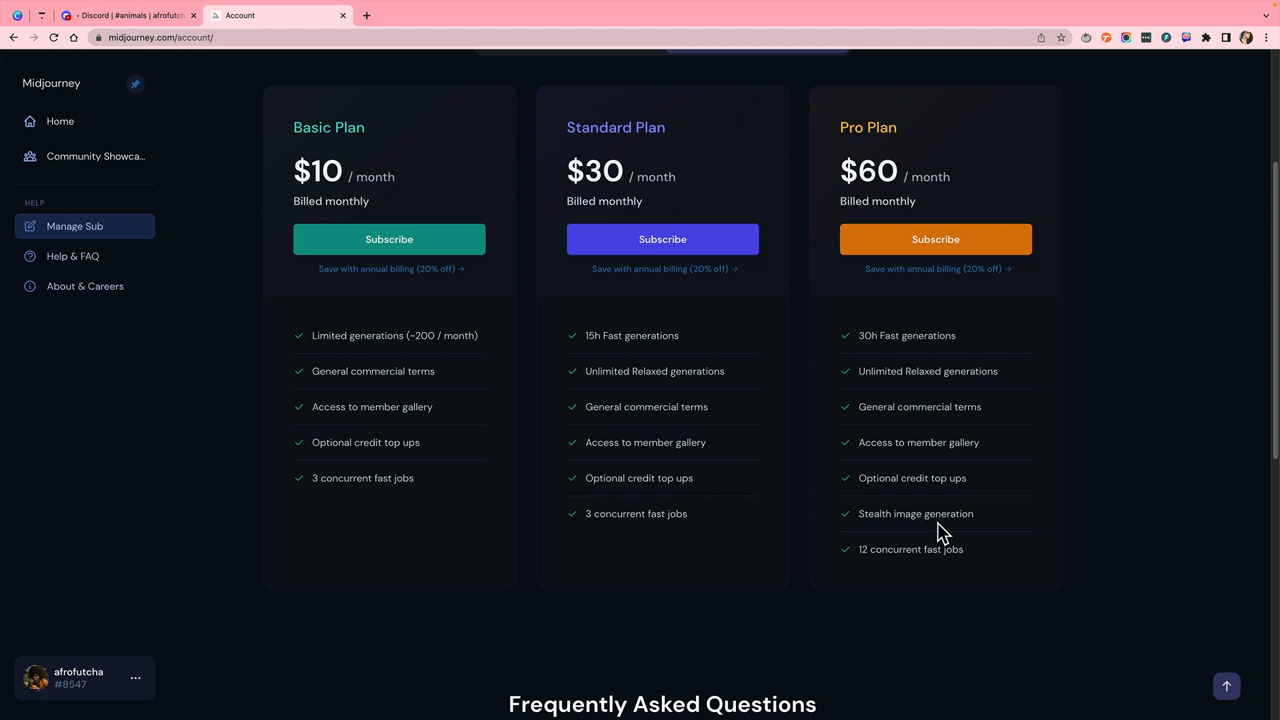 Discord | #animals | afrofutch
Account
midjourney.com/account/
Midjourney
Home
Community Showca...
HELP
Manage Sub
Help & FAQ
About & Careers
afrofutcha
#8547
...
Basic Plan
$10 / month
Billed monthly
Subscribe
Save with annual billing (20% off) →
Limited generations (~200 / month)
General commercial terms
Access to member gallery
Optional credit top ups
3 concurrent fast jobs
Standard Plan
$30 / month
Billed monthly
Subscribe
Save with annual billing (20% off) →
15h Fast generations
Unlimited Relaxed generations
General commercial terms
Access to member gallery
Optional credit top ups
3 concurrent fast jobs
Pro Plan
$60 / month
Billed monthly
Subscribe
Save with annual billing (20% off) →
30h Fast generations
Unlimited Relaxed generations
General commercial terms
Access to member gallery
Optional credit top ups
Stealth image generation
12 concurrent fast jobs
Frequently Asked Questions